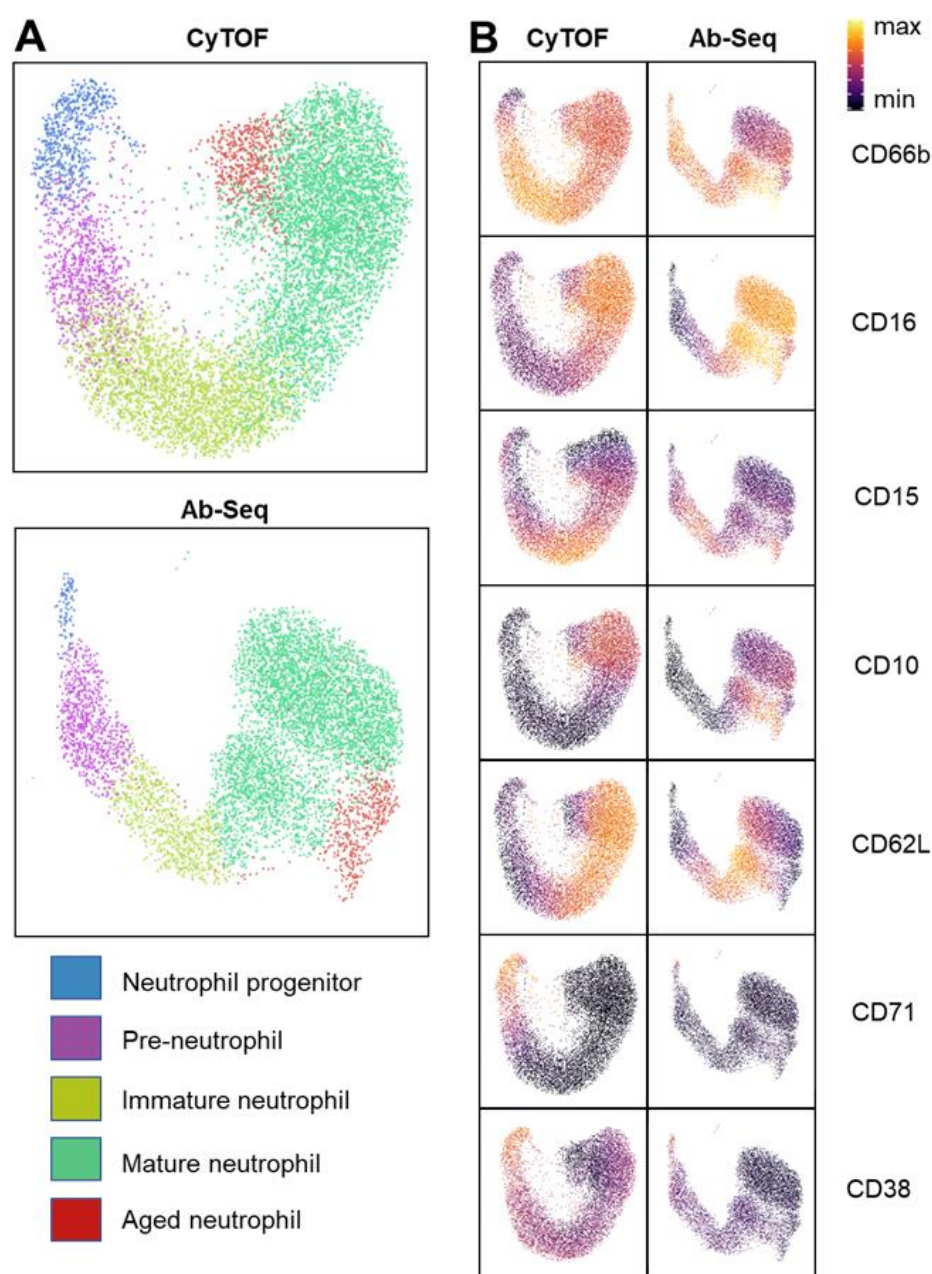 A
CyTOF
Ab-Seq
Neutrophil progenitor
Pre-neutrophil
Immature neutrophil
Mature neutrophil
Aged neutrophil
B
CyTOF Ab-Seq
max
min
CD66b
CD16
CD15
CD10
CD62L
CD71
CD38